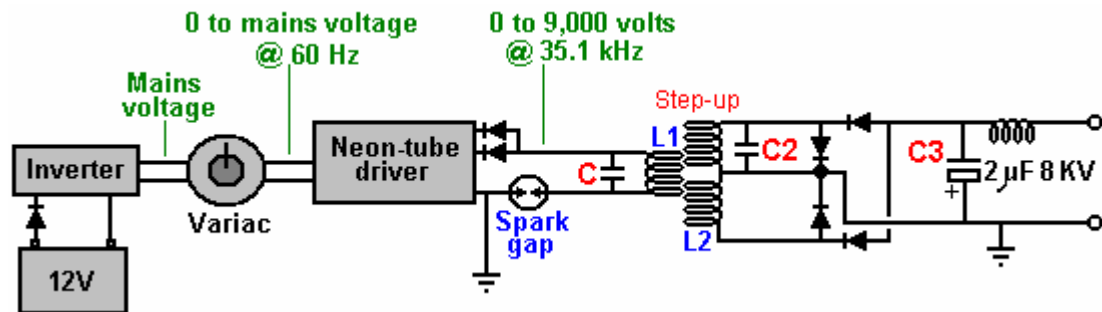 0 to mains voltage
@ 60 Hz
0 to 9,000 volts
@ 35.1 kHz
Mains
voltage
Step-up
Inverter
Variac
Neon-tube
driver
C
Spark
gap
L1
L2
C2
C3
+
2 µF 8 KV
12V